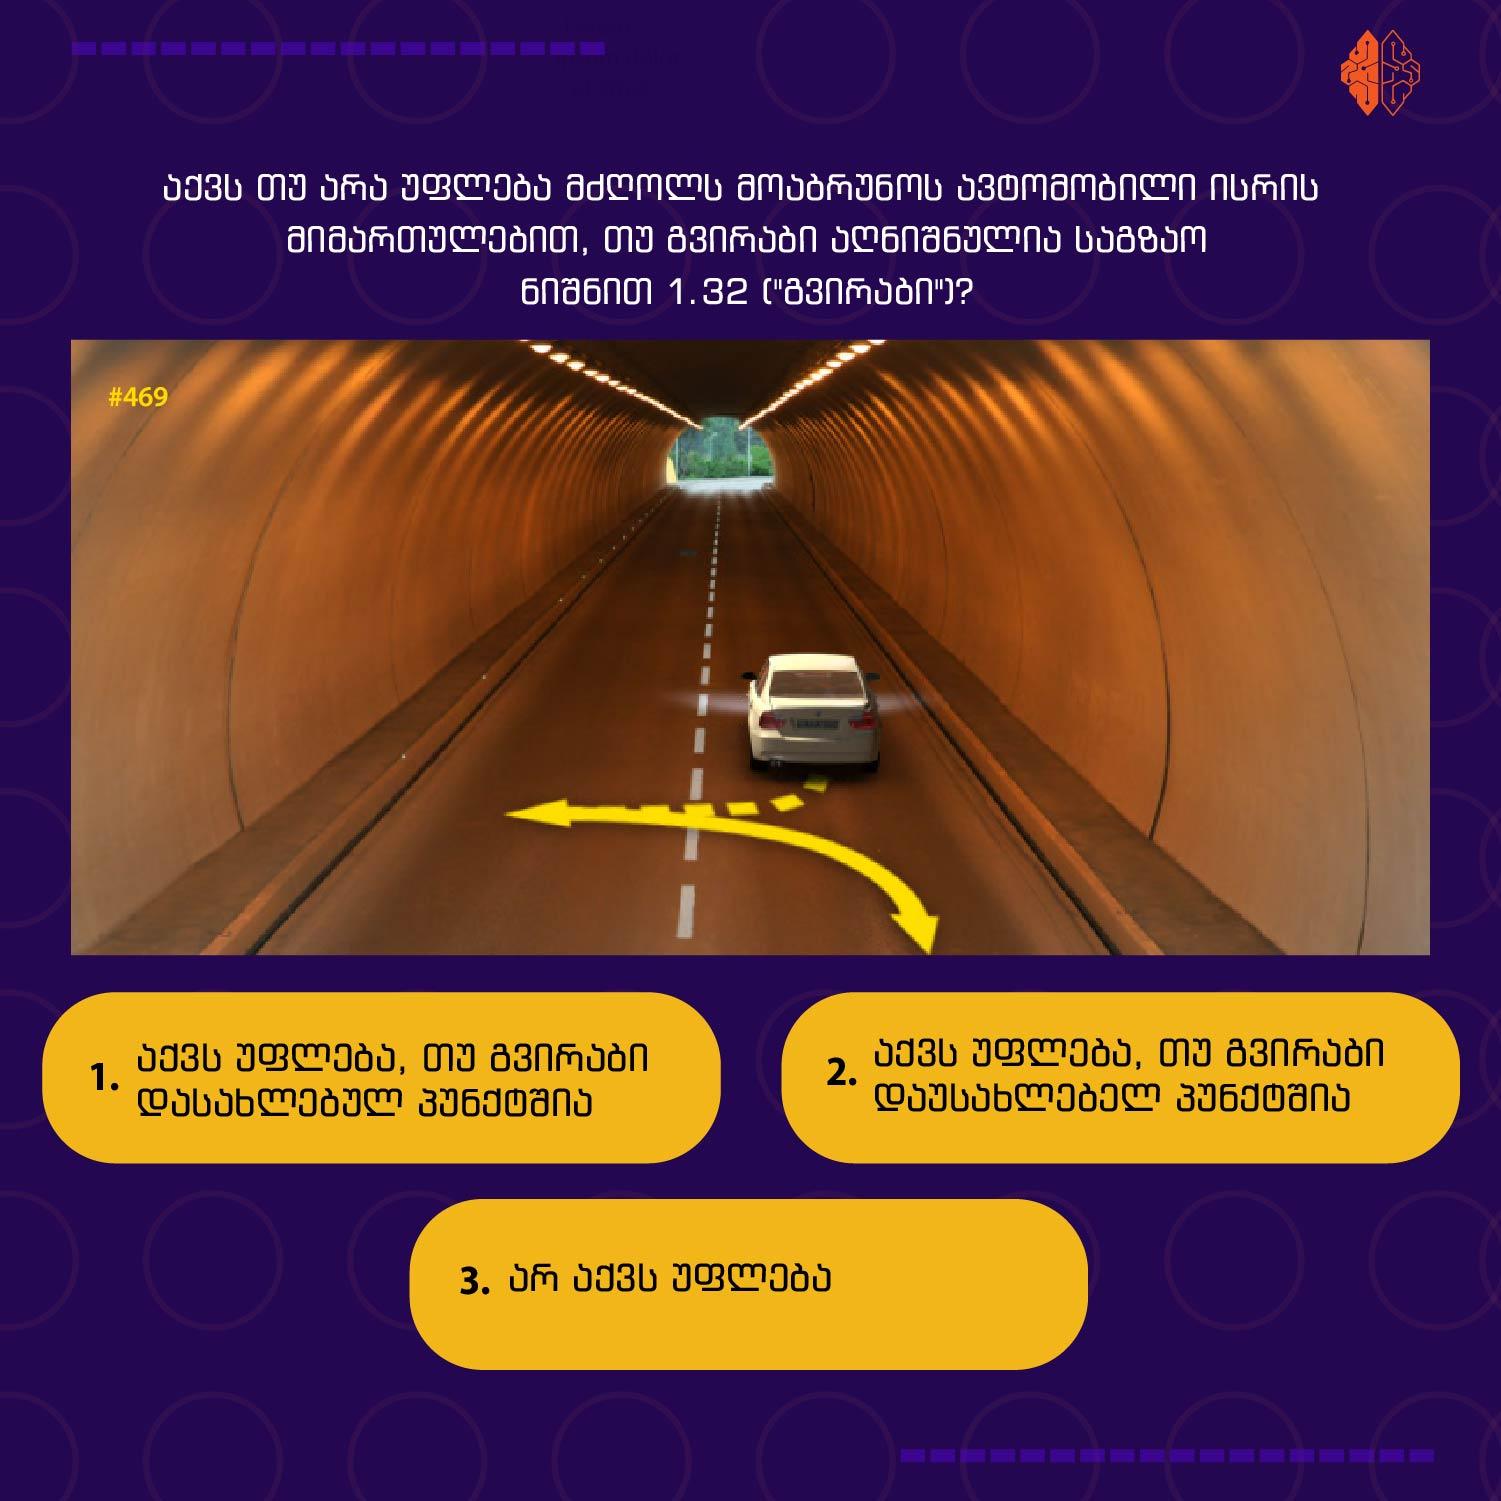 აქვს თუ არა უფლება მძღოლს მოაბრუნოს ავტომობილი ისრის
მიმართულებით, თუ გვირაბი აღნიშნულია საგზაო
ნიშნით 1.32 ("გვირაბი")?
#469
1. აქვს უფლება, თუ გვირაბი
დასახლებულ პუნქტშია
2. აქვს უფლება, თუ გვირაბი
დაუსახლებელ პუნქტშია
3. არ აქვს უფლება